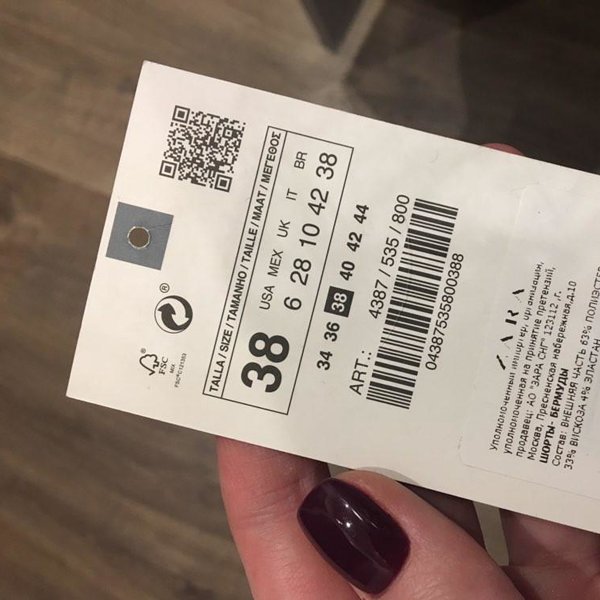 TALLA / SIZE / TAMANHO / TAILLE / MAAT / ΜΕΓΕΘΟΣ
38
USA MEX UK IT BR
6 28 10 42 38
34 36 38 40 42 44
ART.: 4387 / 535 / 800
04387535800388
®
FSC®
MIX
ZARA
Уполномоченный импортер, организация,
уполномоченная на принятие претензий,
продавец: АО "ЗАРА СНГ" 123112 ,г.
Москва, Пресненская набережная,д.10
ШОРТЫ- БЕРМУДЫ
Состав: ВНЕШНЯЯ ЧАСТЬ 63% ПОЛИЭСТЕР
33% ВИСКОЗА 4% ЭЛАСТАН